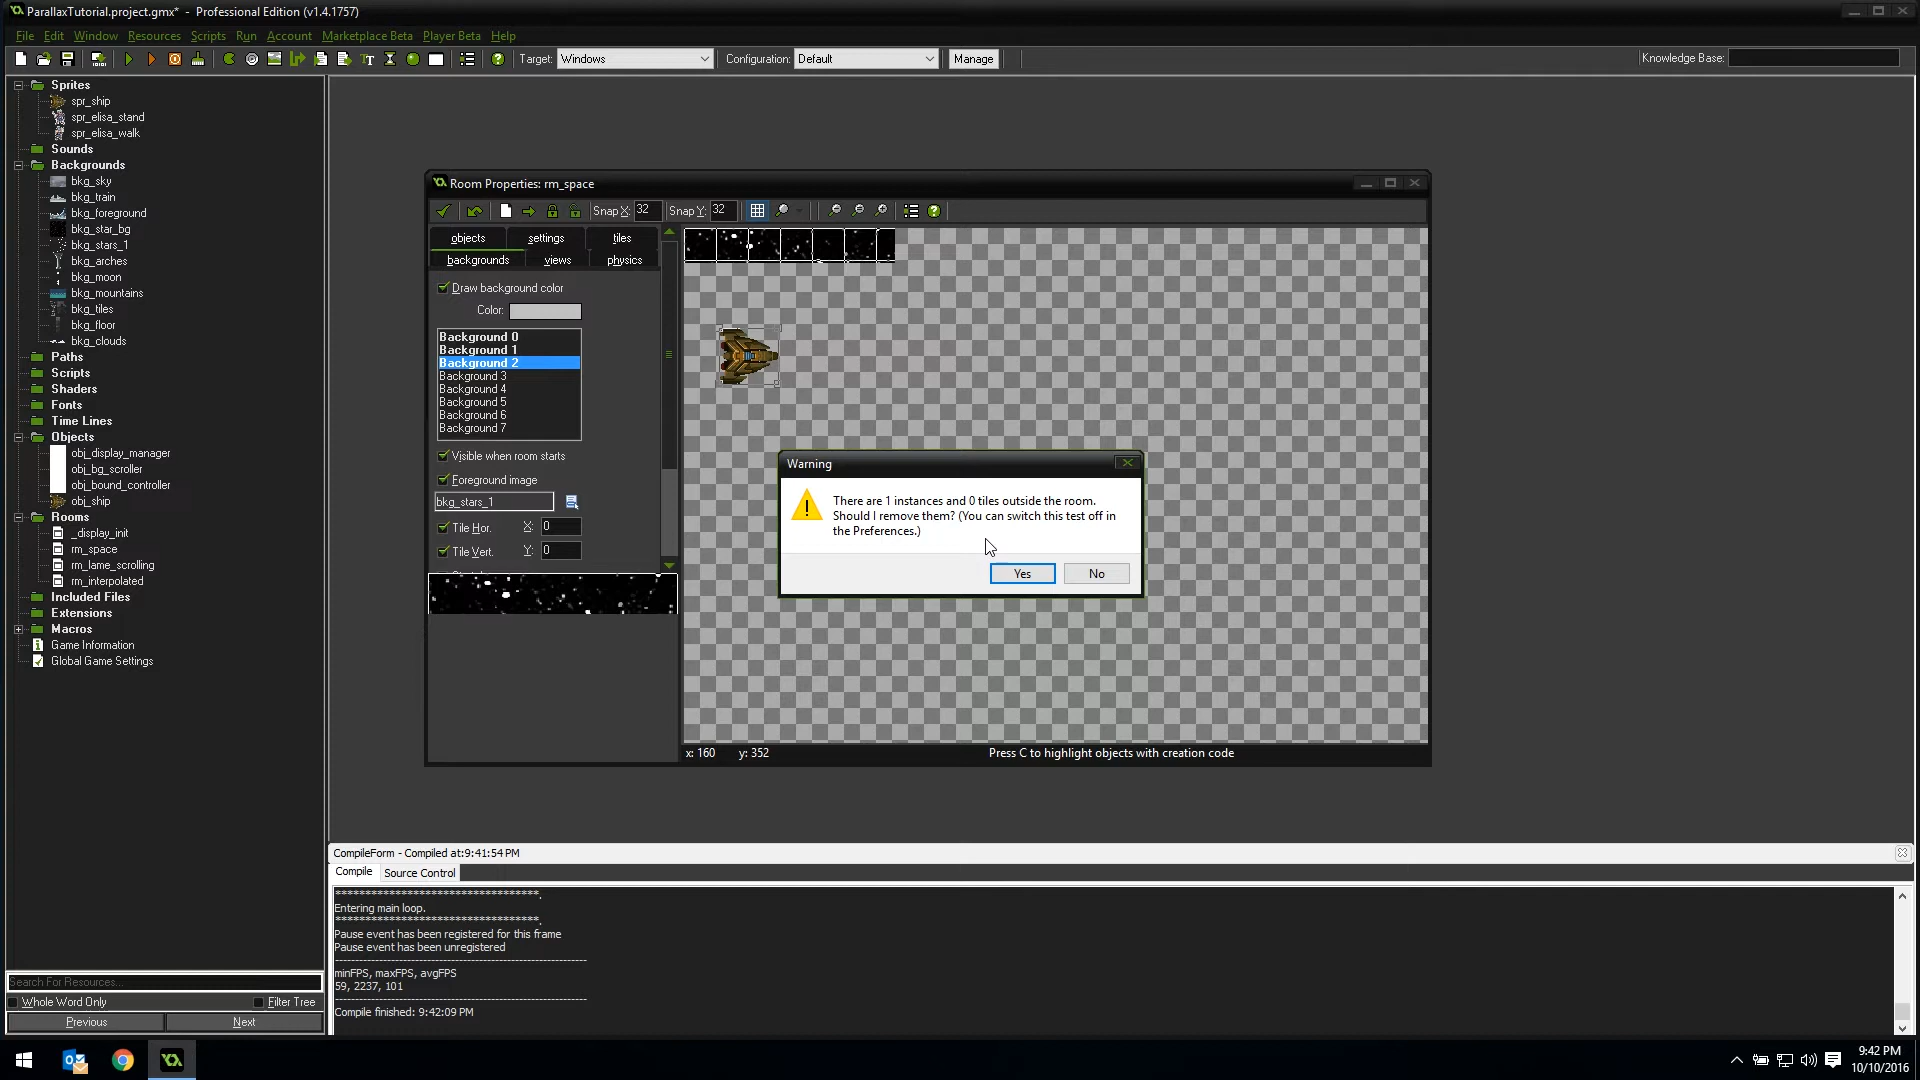 ParallaxTutorial.project.gmx* - Professional Edition (v1.4.1757)
File Edit Window Resources Scripts Run Account Marketplace Beta Player Beta Help
Target: Windows Configuration: Default Manage Knowledge Base:
Sprites
spr_ship
spr_elisa_stand
spr_elisa_walk
Sounds
Backgrounds
bkg_sky
bkg_train
bkg_foreground
bkg_star_bg
bkg_stars_1
bkg_arches
bkg_moon
bkg_mountains
bkg_tiles
bkg_floor
bkg_clouds
Paths
Scripts
Shaders
Fonts
Time Lines
Objects
obj_display_manager
obj_bg_scroller
obj_bound_controller
obj_ship
Rooms
_display_init
rm_space
rm_lame_scrolling
rm_interpolated
Included Files
Extensions
Macros
Game Information
Global Game Settings
Search For Resources...
Whole Word Only Filter Tree
Previous Next
Room Properties: rm_space
Snap X: 32 Snap Y: 32
objects settings tiles
backgrounds views physics
Draw background color
Color:
Background 0
Background 1
Background 2
Background 3
Background 4
Background 5
Background 6
Background 7
Visible when room starts
Foreground image
bkg_stars_1
Tile Hor. X: 0
Tile Vert. Y: 0
x: 160 y: 352 Press C to highlight objects with creation code
Warning
There are 1 instances and 0 tiles outside the room.
Should I remove them? (You can switch this test off in
the Preferences.)
Yes No
CompileForm - Compiled at:9:41:54 PM
Compile Source Control
Entering main loop.
Pause event has been registered for this frame
Pause event has been unregistered
minFPS, maxFPS, avgFPS
59, 2237, 101
Compile finished: 9:42:09 PM
9:42 PM
10/10/2016